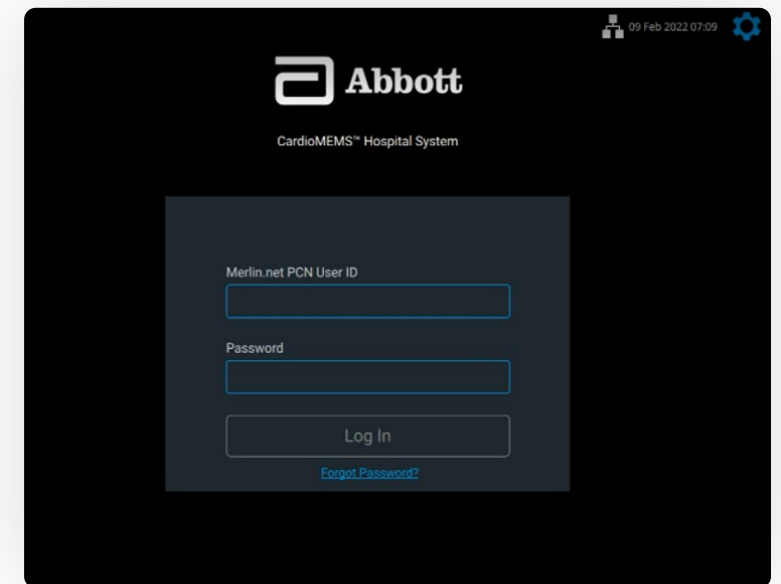 09 Feb 2022 07:09
Abbott
CardioMEMS™ Hospital System
Merlin.net PCN User ID
Password
Log In
Forgot Password?